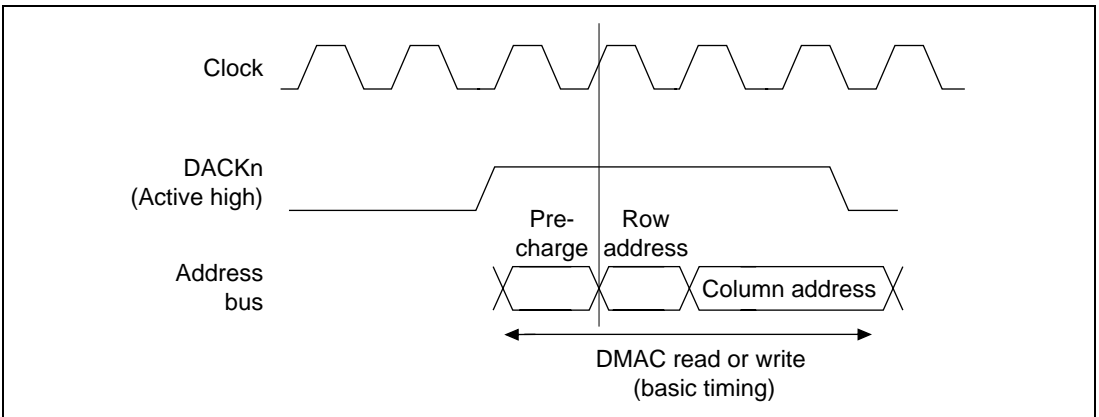 Clock
DACKn
(Active high)
Pre-
charge
Row
address
Address
bus
Column address
DMAC read or write
(basic timing)